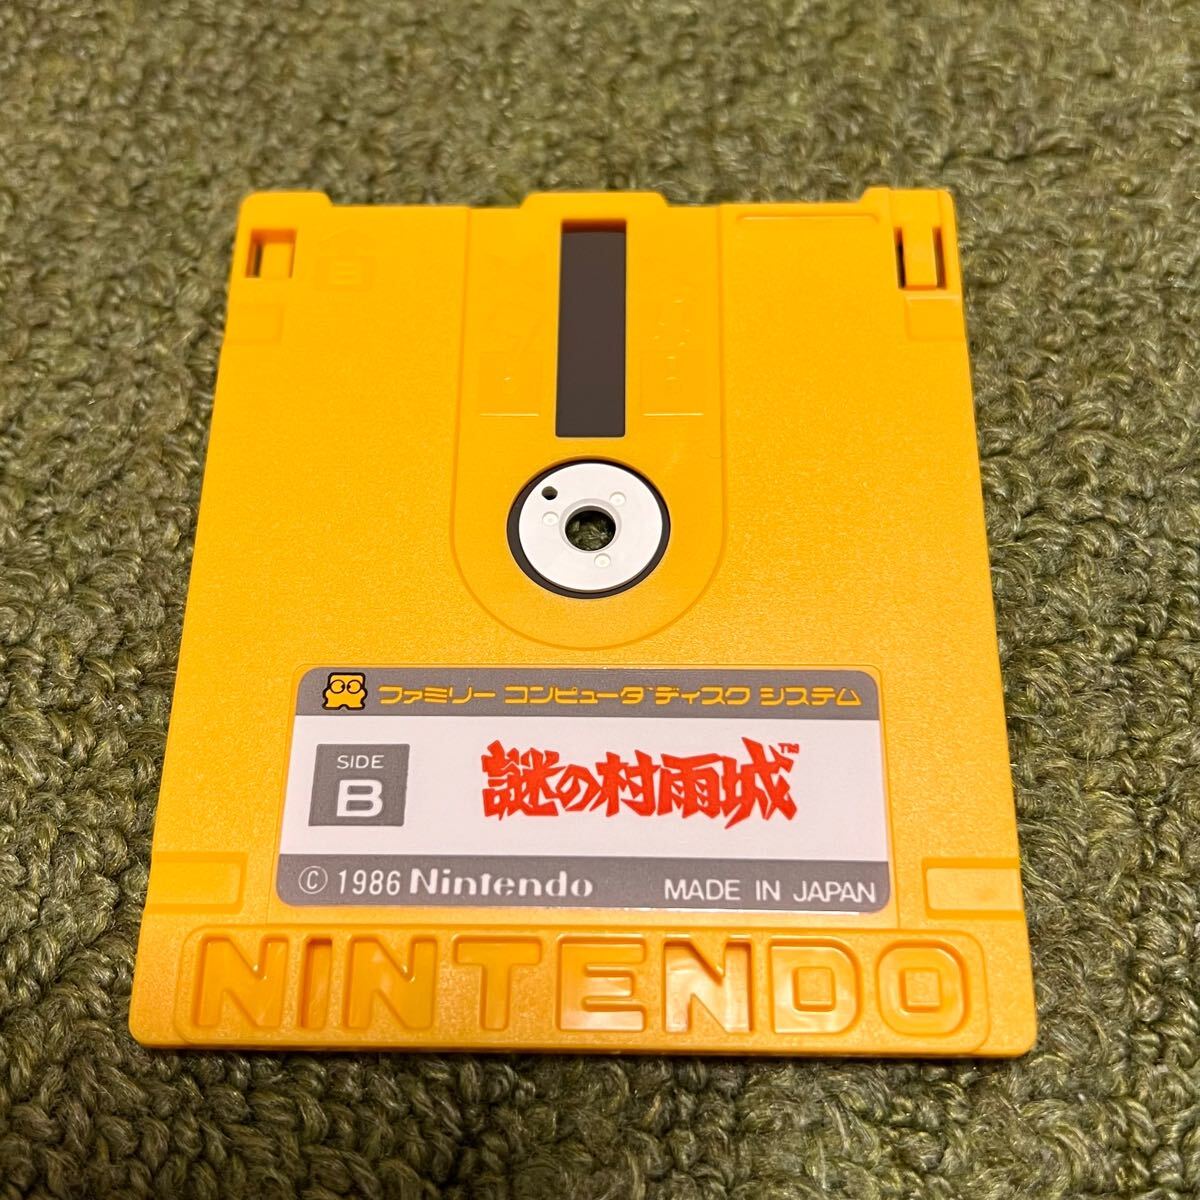 B
ファミリー コンピュータ ディスク システム
SIDE
B
謎の村雨城™
© 1986 Nintendo MADE IN JAPAN
NINTENDO